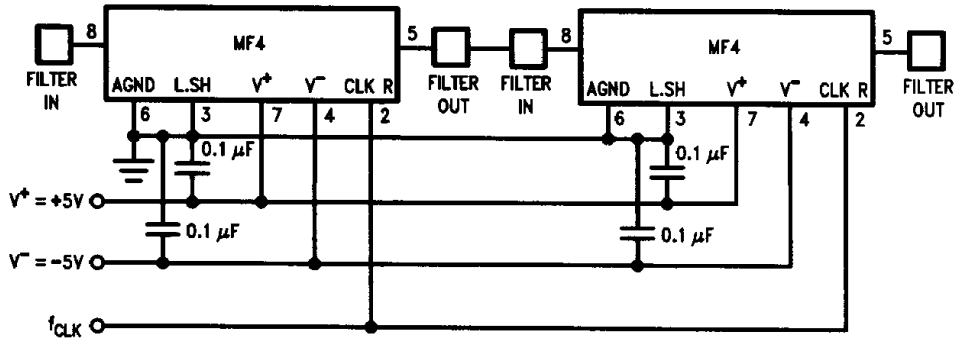 8
MF4
5
FILTER
IN
AGND
L.SH
V+
V−
CLK R
FILTER
OUT
FILTER
IN
6
3
7
4
2
8
MF4
5
AGND
L.SH
V+
V−
CLK R
FILTER
OUT
6
3
7
4
2
0.1 μF
0.1 μF
V+ = +5V
0.1 μF
0.1 μF
V− = −5V
fCLK